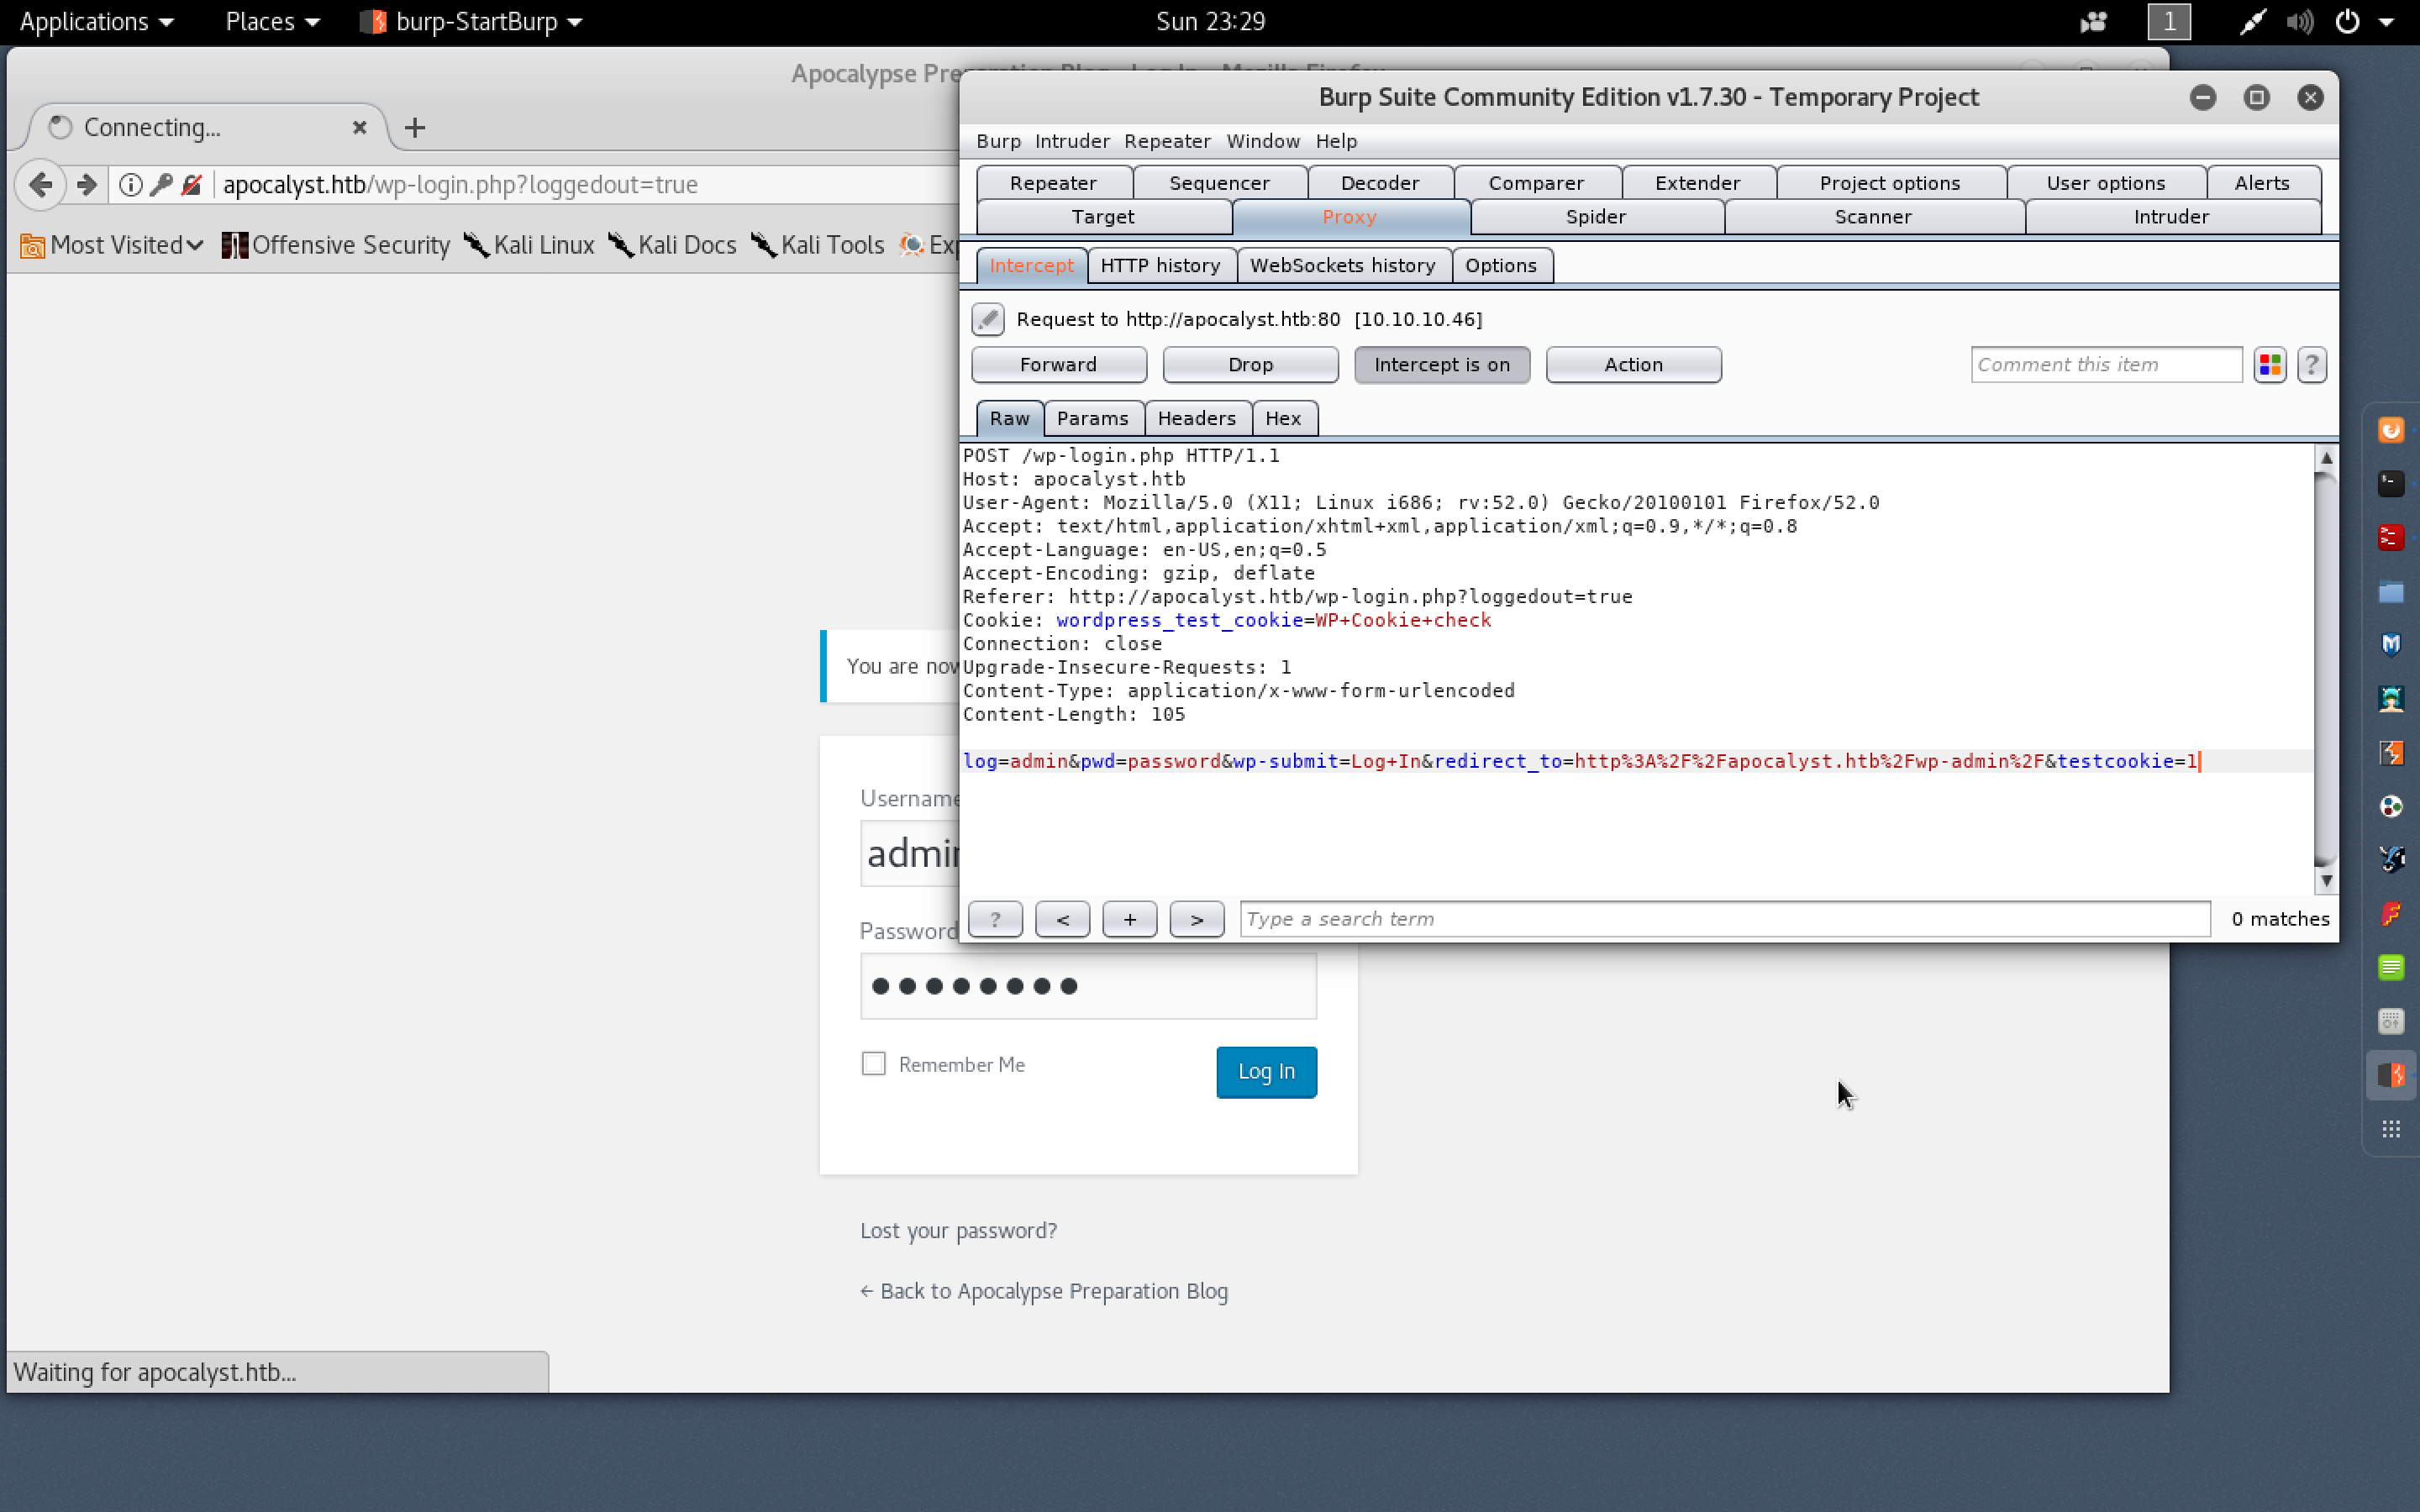 Applications Places burp-StartBurp Sun 23:29 1
Apocalypse Preparation Blog - Log In - Mozilla Firefox
Connecting...
apocalyst.htb/wp-login.php?loggedout=true
Most Visited Offensive Security Kali Linux Kali Docs Kali Tools Exp
You are now
Username
admin
Password
Remember Me
Log In
Lost your password?
← Back to Apocalypse Preparation Blog
Waiting for apocalyst.htb...
Burp Suite Community Edition v1.7.30 - Temporary Project
Burp Intruder Repeater Window Help
Repeater Sequencer Decoder Comparer Extender Project options User options Alerts
Target Proxy Spider Scanner Intruder
Intercept HTTP history WebSockets history Options
Request to http://apocalyst.htb:80 [10.10.10.46]
Forward Drop Intercept is on Action Comment this item ?
Raw Params Headers Hex
POST /wp-login.php HTTP/1.1
Host: apocalyst.htb
User-Agent: Mozilla/5.0 (X11; Linux i686; rv:52.0) Gecko/20100101 Firefox/52.0
Accept: text/html,application/xhtml+xml,application/xml;q=0.9,*/*;q=0.8
Accept-Language: en-US,en;q=0.5
Accept-Encoding: gzip, deflate
Referer: http://apocalyst.htb/wp-login.php?loggedout=true
Cookie: wordpress_test_cookie=WP+Cookie+check
Connection: close
Upgrade-Insecure-Requests: 1
Content-Type: application/x-www-form-urlencoded
Content-Length: 105
log=admin&pwd=password&wp-submit=Log+In&redirect_to=http%3A%2F%2Fapocalyst.htb%2Fwp-admin%2F&testcookie=1
? < + > Type a search term 0 matches